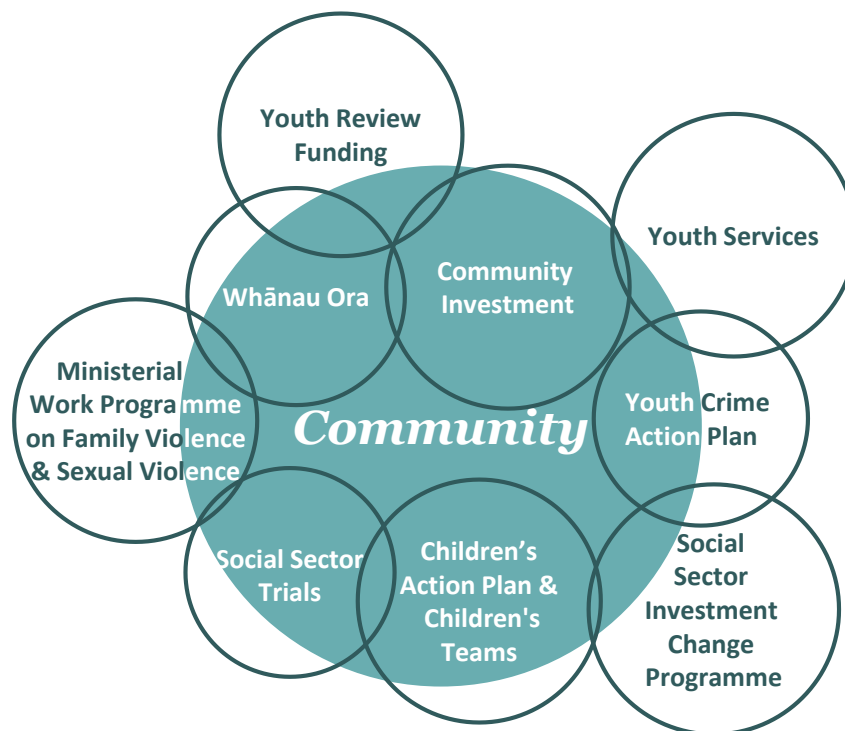 Youth Review
Funding
Youth Services
Whānau Ora
Community
Investment
Ministerial
Work Programme
on Family Violence
& Sexual Violence
Community
Youth Crime
Action Plan
Social Sector
Trials
Children’s
Action Plan &
Children's
Teams
Social
Sector
Investment
Change
Programme